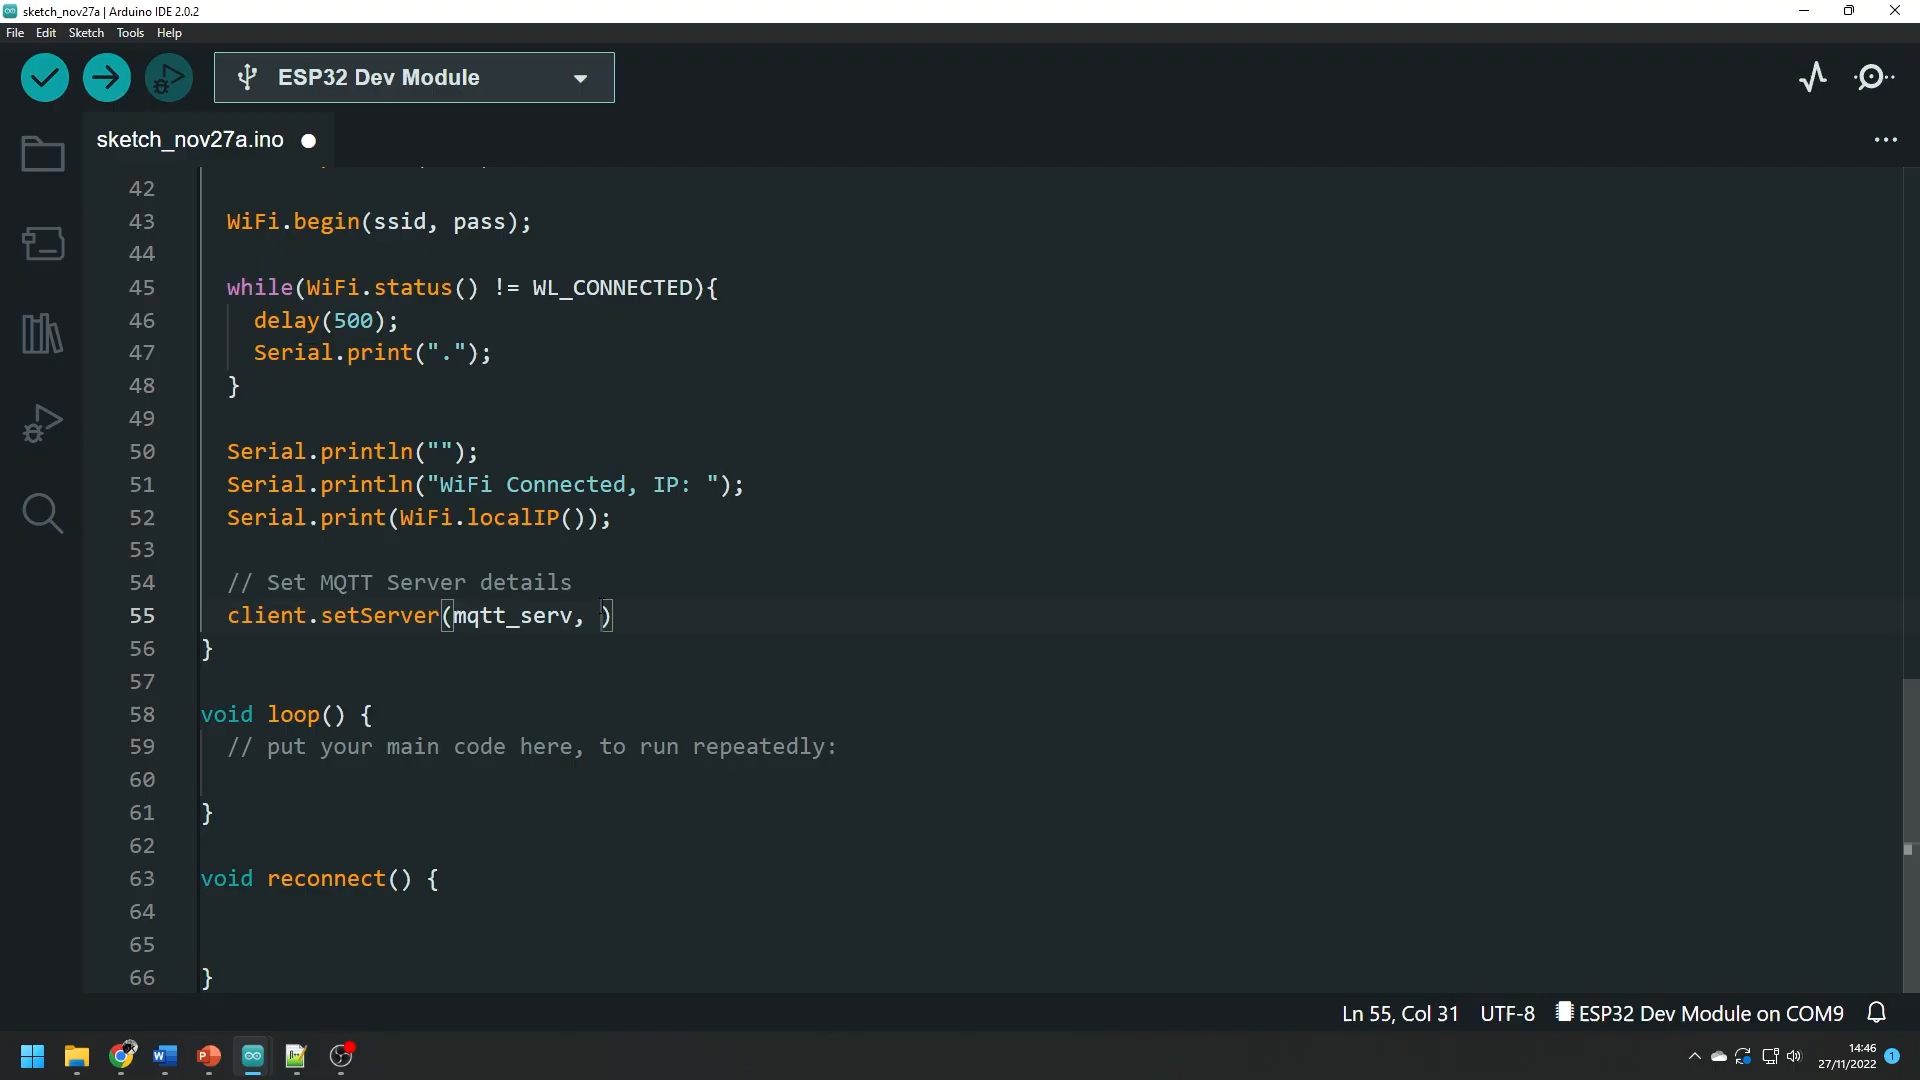 sketch_nov27a | Arduino IDE 2.0.2
File Edit Sketch Tools Help
ESP32 Dev Module
sketch_nov27a.ino
42
43 WiFi.begin(ssid, pass);
44
45 while(WiFi.status() != WL_CONNECTED){
46 delay(500);
47 Serial.print(".");
48 }
49
50 Serial.println("");
51 Serial.println("WiFi Connected, IP: ");
52 Serial.print(WiFi.localIP());
53
54 // Set MQTT Server details
55 client.setServer(mqtt_serv, )
56 }
57
58 void loop() {
59 // put your main code here, to run repeatedly:
60
61 }
62
63 void reconnect() {
64
65
66 }
Ln 55, Col 31 UTF-8 ESP32 Dev Module on COM9
14:46
27/11/2022 1